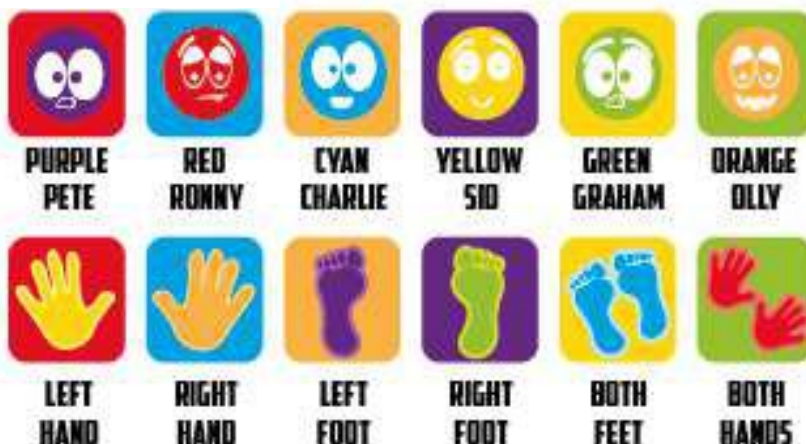 PURPLE PETE
RED RONNY
CYAN CHARLIE
YELLOW SID
GREEN GRAHAM
ORANGE OLLY
LEFT HAND
RIGHT HAND
LEFT FOOT
RIGHT FOOT
BOTH FEET
BOTH HANDS